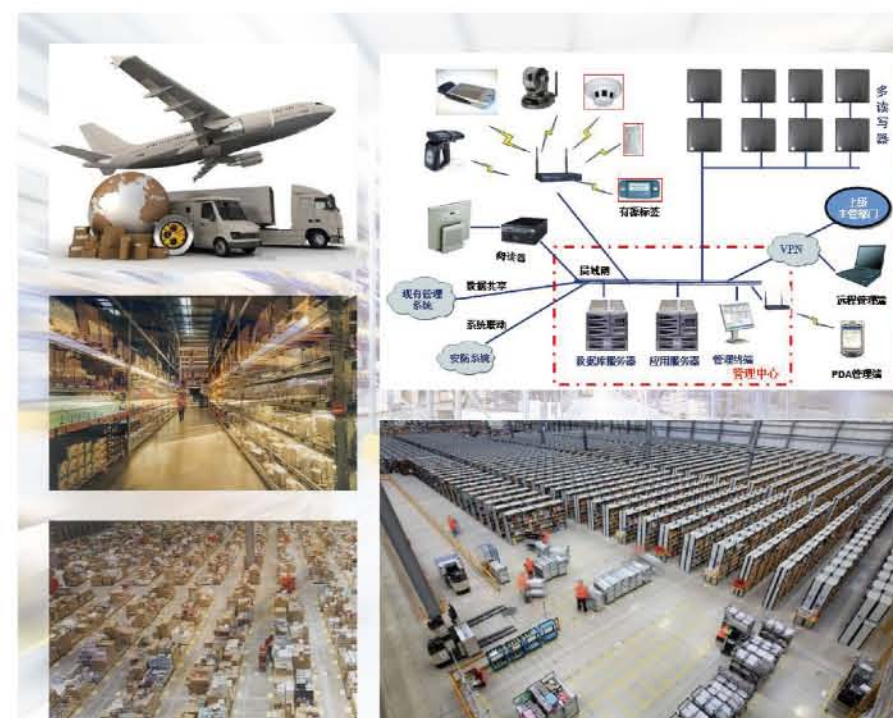 多读写器
有源标签
上级
主管部门
VPN
阅读器
局域网
现有管理
系统
数据共享
远程管理端
系统联动
安防系统
数据库服务器
应用服务器
管理终端
管理中心
PDA管理端